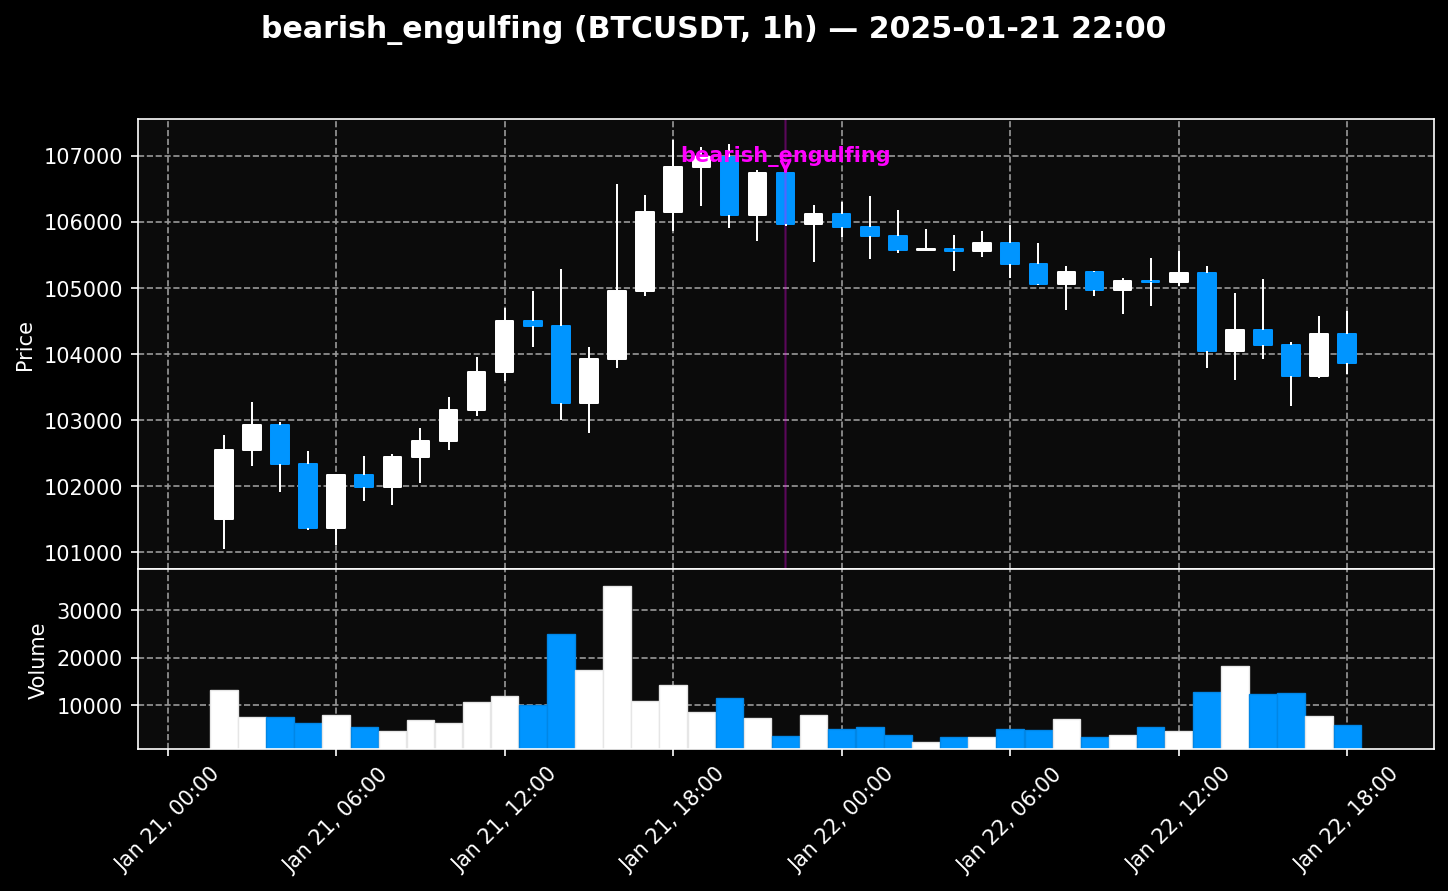 bearish_engulfing (BTCUSDT, 1h) — 2025-01-21 22:00
107000
106000
105000
104000
103000
102000
101000
Price
bearish_engulfing
30000
20000
10000
Volume
Jan 21, 00:00
Jan 21, 06:00
Jan 21, 12:00
Jan 21, 18:00
Jan 22, 00:00
Jan 22, 06:00
Jan 22, 12:00
Jan 22, 18:00